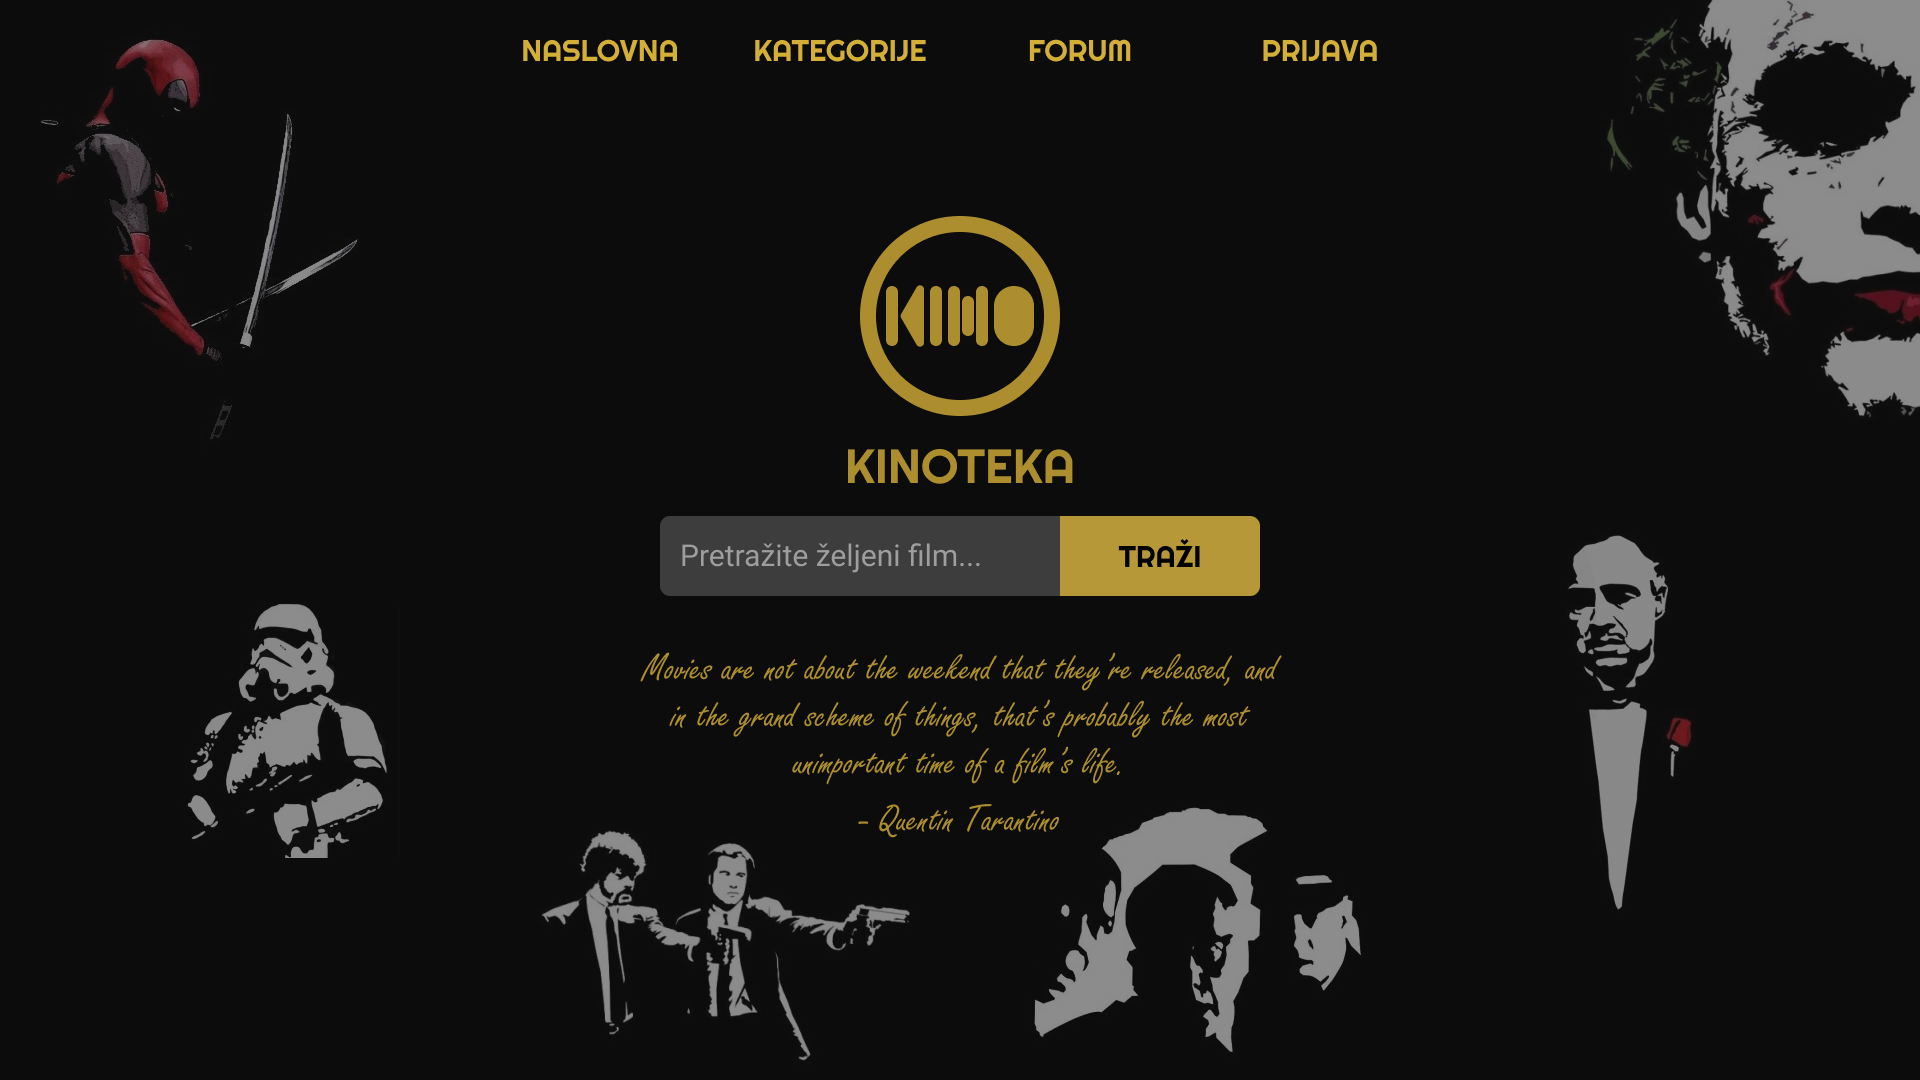 NASLOVNA KATEGORIJE FORUM PRIJAVA
KINO
KINOTEKA
Pretražite željeni film...
TRAŽI
Movies are not about the weekend that they're released, and
in the grand scheme of things, that's probably the most
unimportant time of a film's life.
- Quentin Tarantino